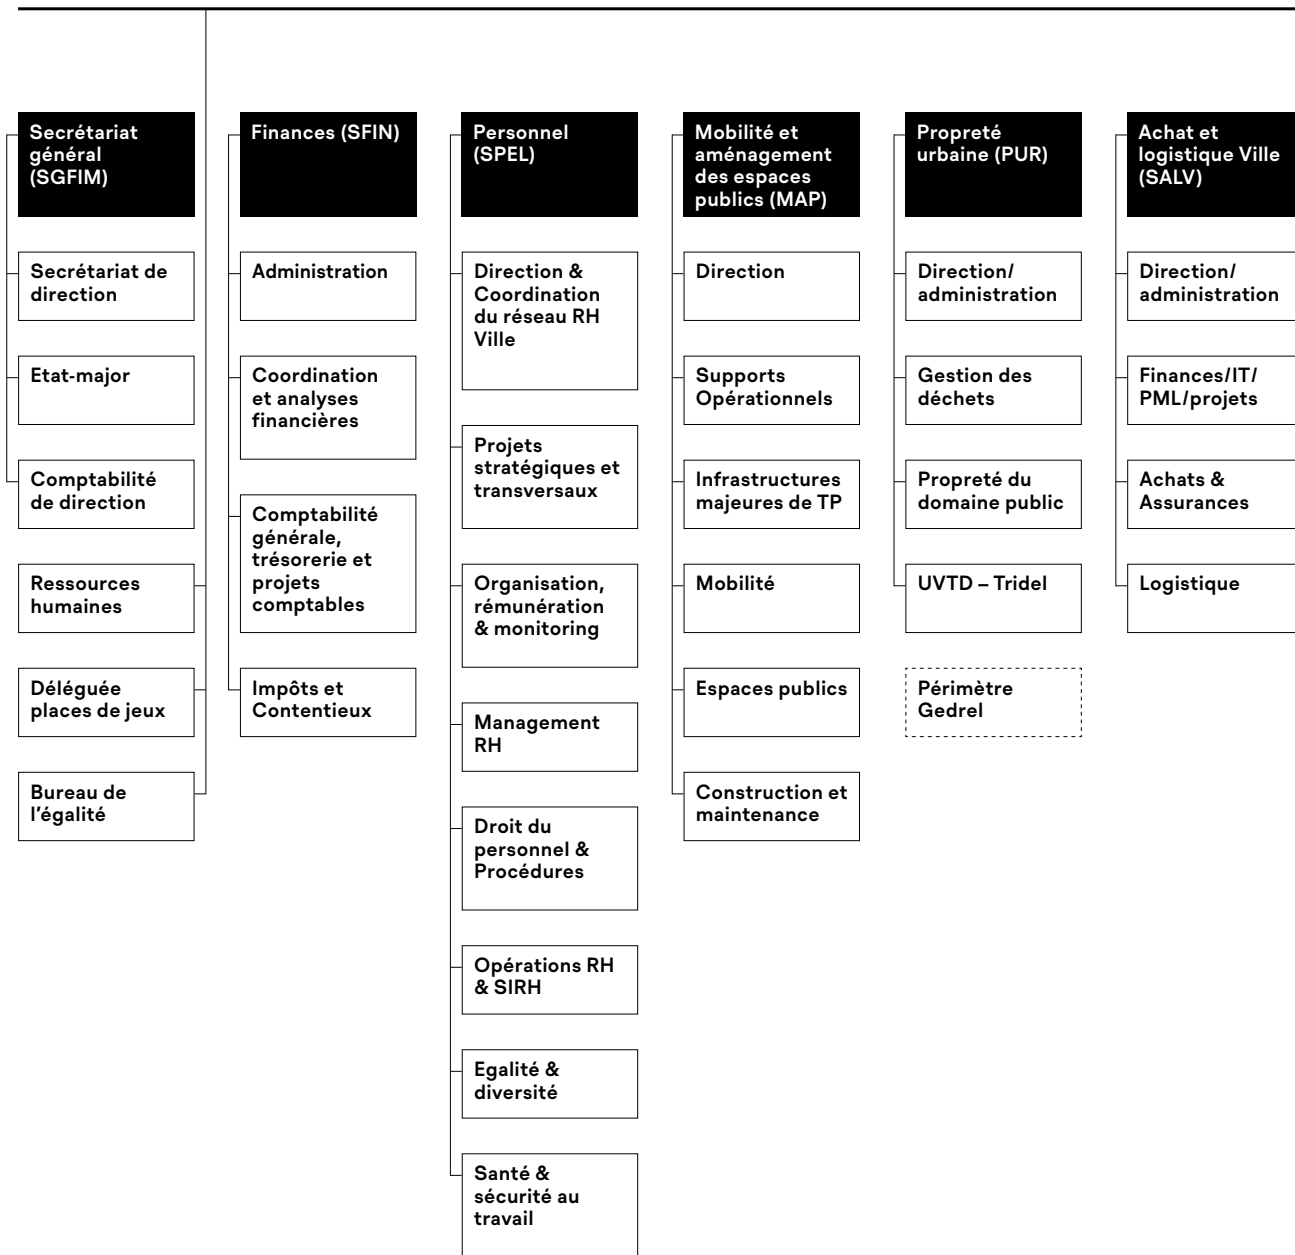 Secrétariat
général
(SGFIM)
Secrétariat de
direction
Etat-major
Comptabilité
de direction
Ressources
humaines
Déléguée
places de jeux
Bureau de
l’égalité
Finances (SFIN)
Administration
Coordination
et analyses
financières
Comptabilité
générale,
trésorerie et
projets
comptables
Impôts et
Contentieux
Personnel
(SPEL)
Direction &
Coordination
du réseau RH
Ville
Projets
stratégiques et
transversaux
Organisation,
rémunération
& monitoring
Management
RH
Droit du
personnel &
Procédures
Opérations RH
& SIRH
Egalité &
diversité
Santé &
sécurité au
travail
Mobilité et
aménagement
des espaces
publics (MAP)
Direction
Supports
Opérationnels
Infrastructures
majeures de TP
Mobilité
Espaces publics
Construction et
maintenance
Propreté
urbaine (PUR)
Direction/
administration
Gestion des
déchets
Propreté du
domaine public
UVTD – Tridel
Périmètre
Gedrel
Achat et
logistique Ville
(SALV)
Direction/
administration
Finances/IT/
PML/projets
Achats &
Assurances
Logistique